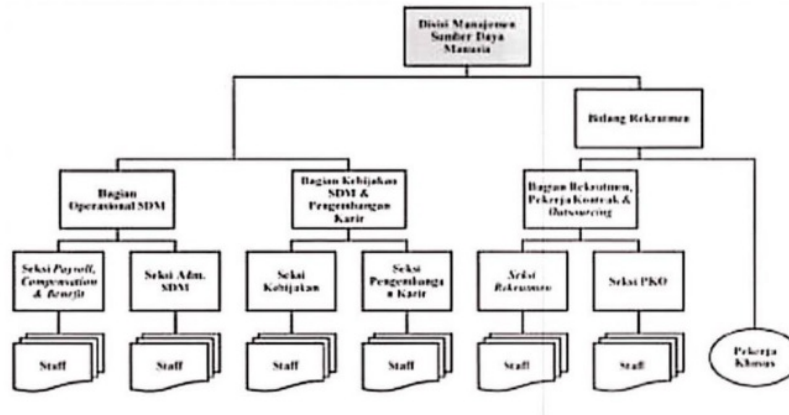 Divisi Manajemen
Sumber Daya
Manusia
Bidang Rekrutmen
Bagian
Operasional SDM
Bagian Kebijakan
SDM &
Pengembangan
Karir
Bagian Rekrutmen,
Pekerja Kontrak &
Outsourcing
Seksi Payroll,
Compensation
& Benefit
Seksi Adm.
SDM
Seksi
Kebijakan
Seksi
Pengembanga
n Karir
Seksi
Rekrutmen
Seksi PKO
Staff
Staff
Staff
Staff
Staff
Staff
Pekerja
Khusus